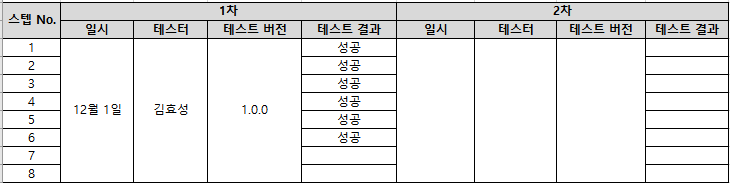 스텝 No. 1차 2차
일시 테스터 테스트 버전 테스트 결과 일시 테스터 테스트 버전 테스트 결과
1 성공
2 성공
3 성공
4 12월 1일 김효성 1.0.0 성공
5 성공
6 성공
7
8